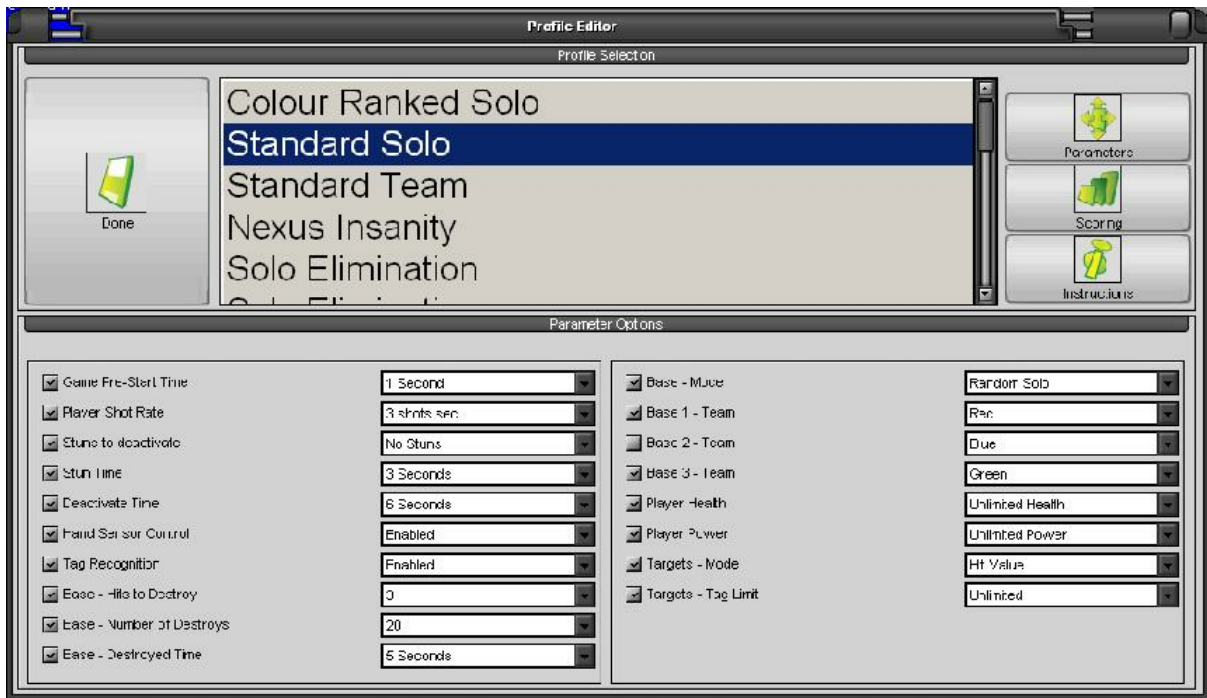 Profile Editor
Profile Selection
Colour Ranked Solo
Standard Solo
Standard Team
Nexus Insanity
Solo Elimination
Done
Parameters
Scoring
Instructions
Parameter Options
Game Pre-Start Time 1 Second
Player Shot Rate 3 shots sec
Stuns to deactivate No Stuns
Stun Time 3 Seconds
Deactivate Time 6 Seconds
Hand Sensor Control Enabled
Tag Recognition Enabled
Base - Hits to Destroy
Base - Number of Destroys 20
Base - Destroyed Time 5 Seconds
Base - Mode Random Solo
Base 1 - Team Red
Base 2 - Team Blue
Base 3 - Team Green
Player Health Unlimited Health
Player Power Unlimited Power
Targets - Mode Hit Value
Targets - Tag Limit Unlimited